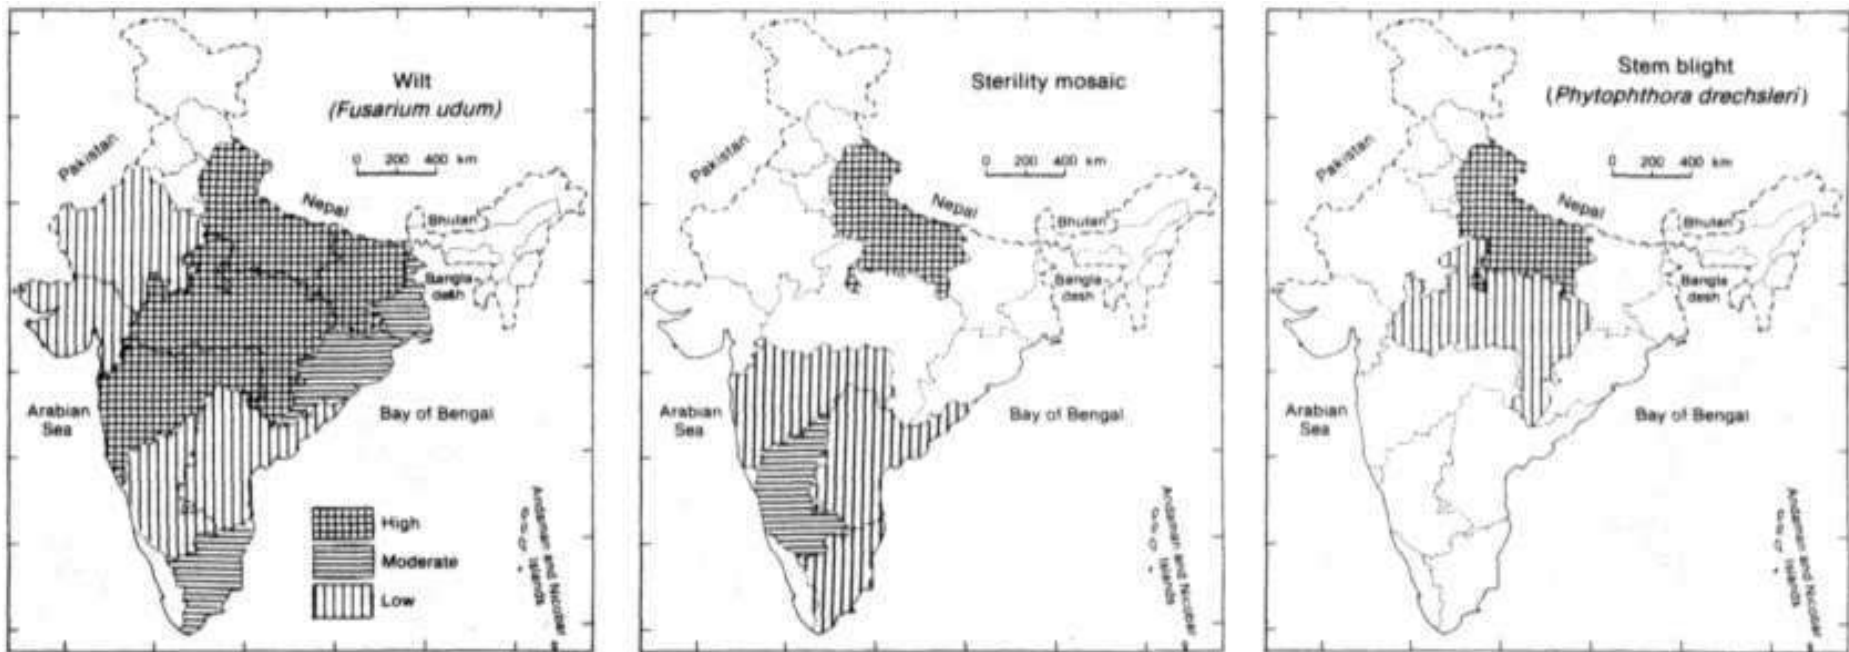 Wilt
(Fusarium udum)
Pakistan
0 200 400 km
Nepal
Bhutan
Bangla
desh
Arabian
Sea
Bay of Bengal
High
Moderate
Low
Andaman and Nicobar
Islands
Sterility mosaic
Pakistan
0 200 400 km
Nepal
Bhutan
Bangla
desh
Arabian
Sea
Bay of Bengal
Andaman and Nicobar
Islands
Stem blight
(Phytophthora drechsleri)
Pakistan
0 200 400 km
Nepal
Bhutan
Bangla
desh
Arabian
Sea
Bay of Bengal
Andaman and Nicobar
Islands